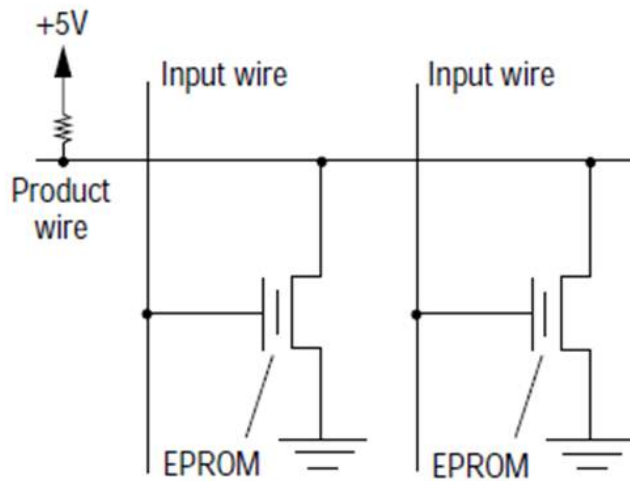 +5V
Input wire
Input wire
Product
wire
EPROM
EPROM